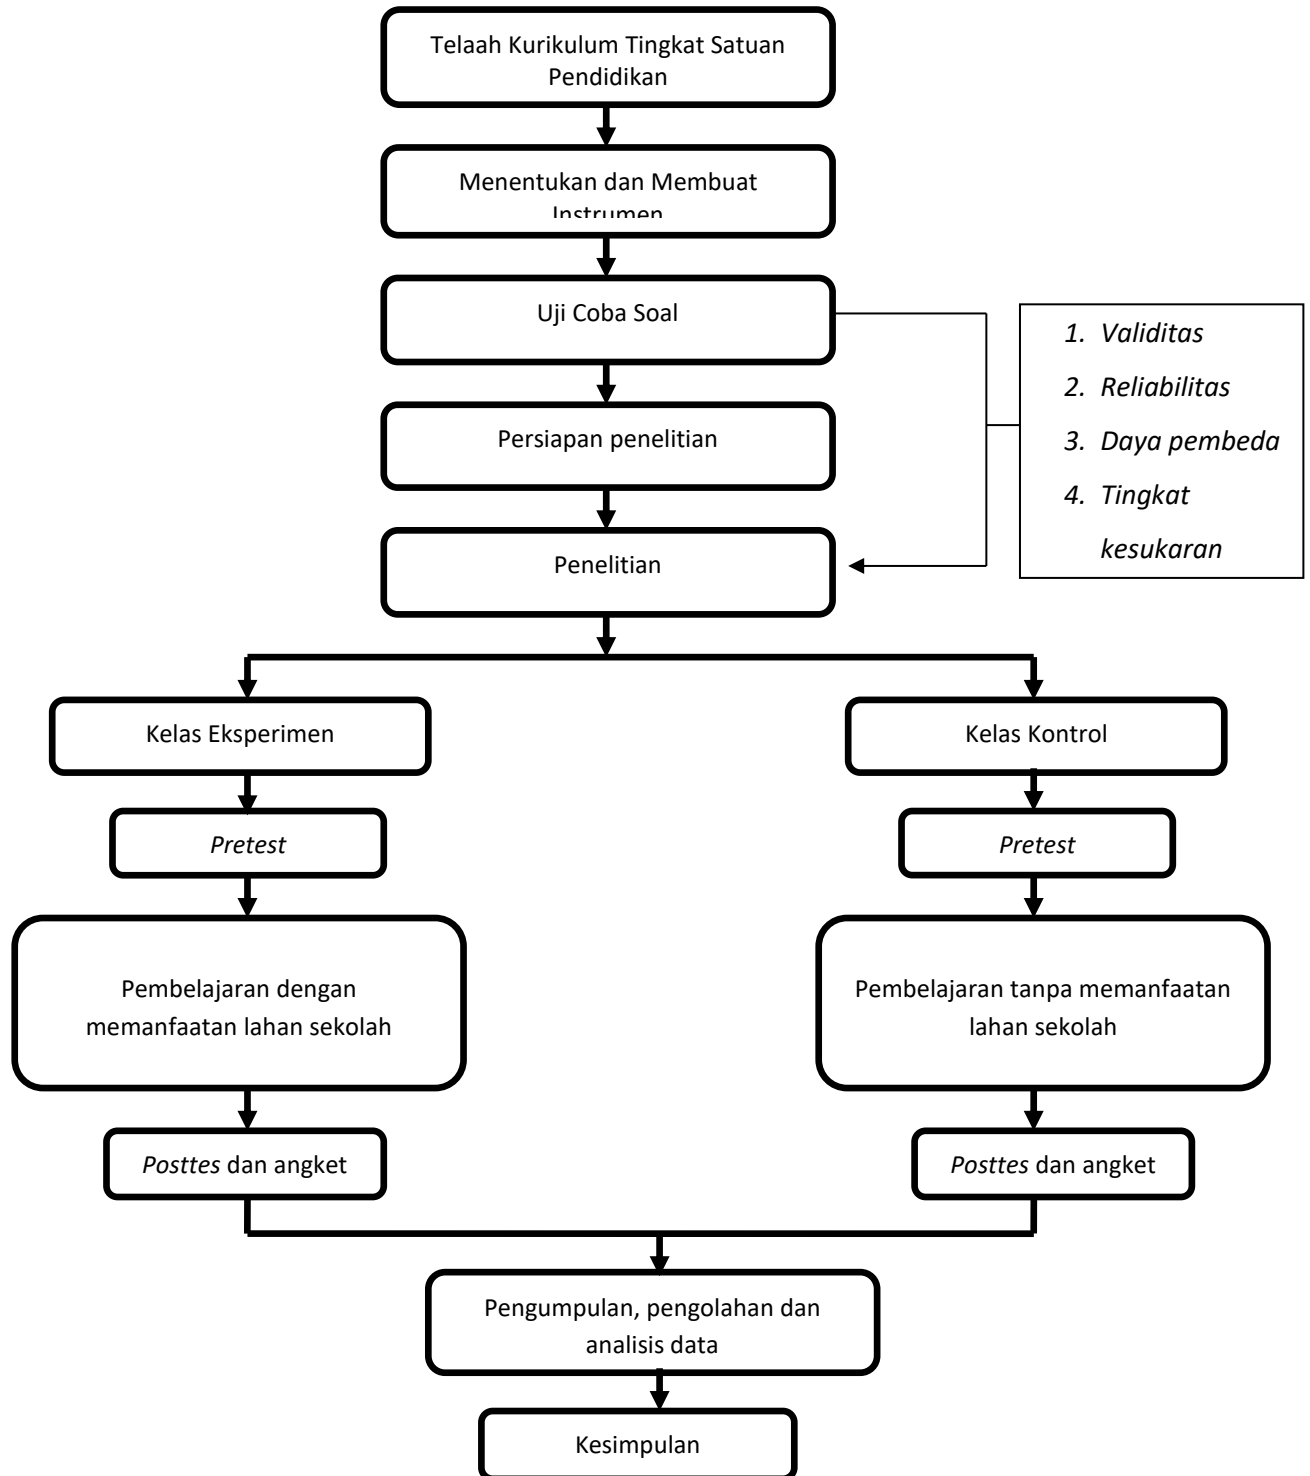 Telaah Kurikulum Tingkat Satuan
Pendidikan
Menentukan dan Membuat
Instrumen
Uji Coba Soal
1. Validitas
2. Reliabilitas
3. Daya pembeda
4. Tingkat
kesukaran
Persiapan penelitian
Penelitian
Kelas Eksperimen
Kelas Kontrol
Pretest
Pretest
Pembelajaran dengan
memanfaatan lahan sekolah
Pembelajaran tanpa memanfaatan
lahan sekolah
Posttes dan angket
Posttes dan angket
Pengumpulan, pengolahan dan
analisis data
Kesimpulan